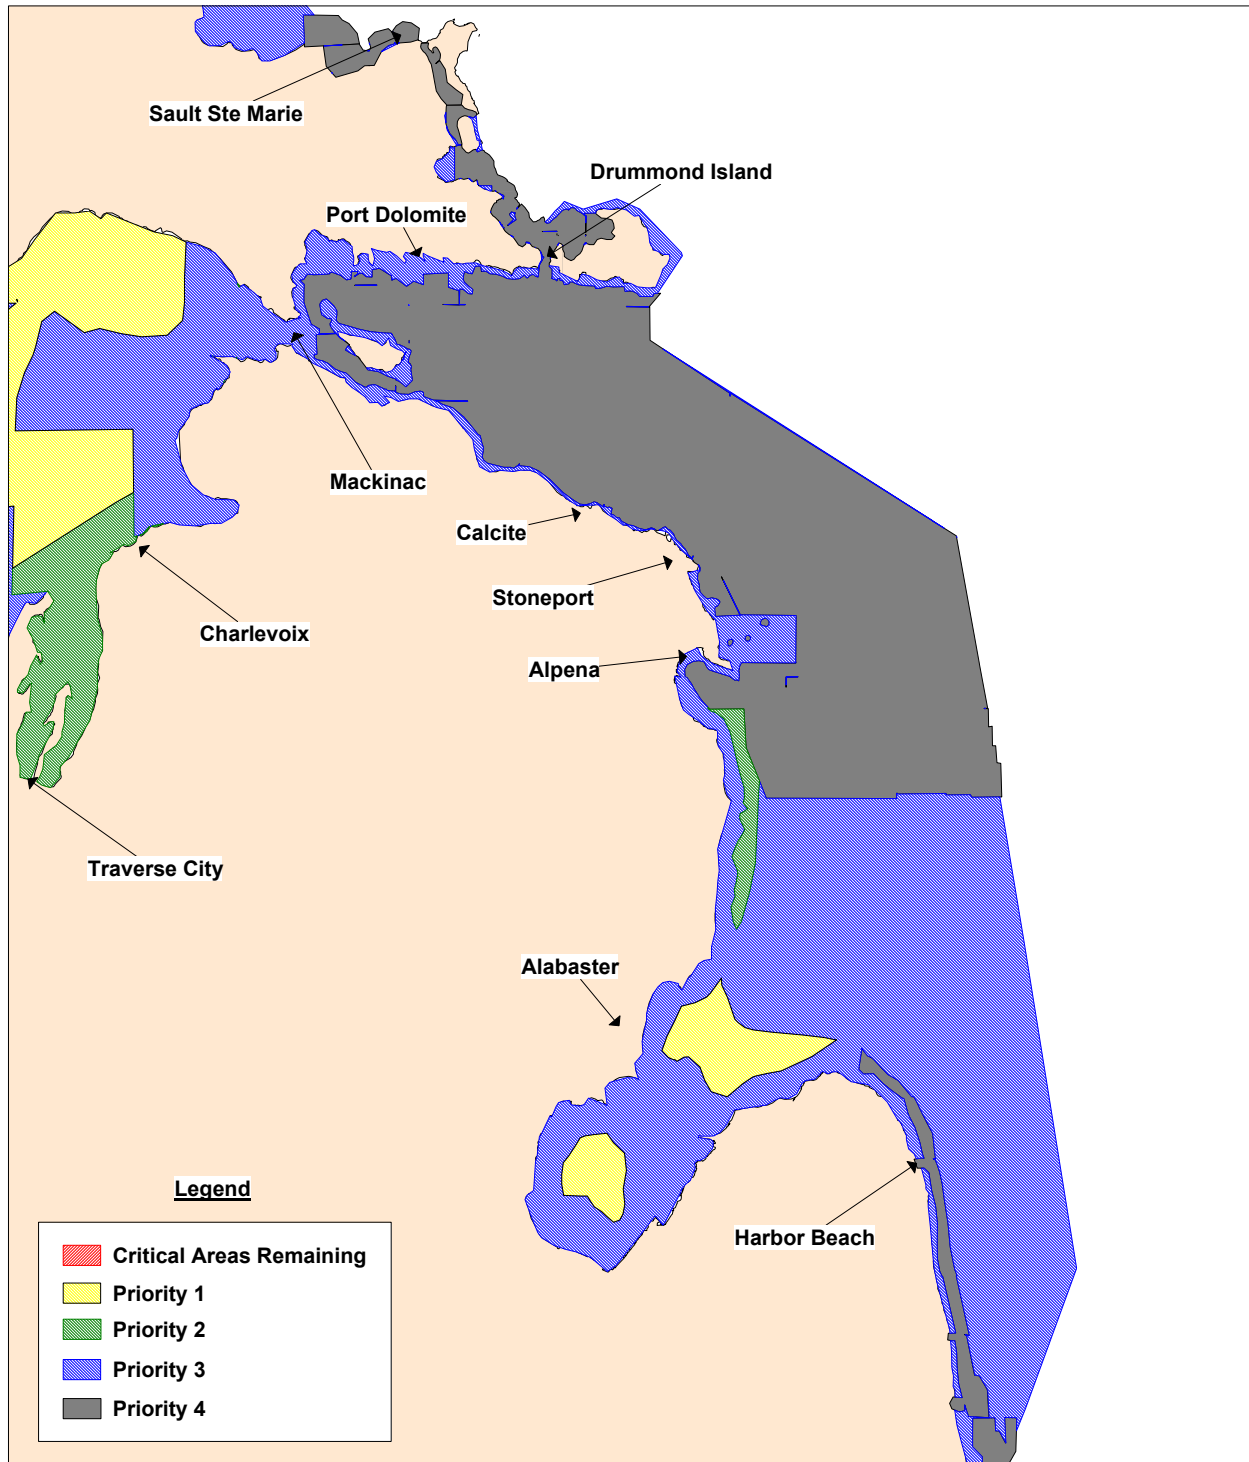 Sault Ste Marie
Drummond Island
Port Dolomite
Mackinac
Calcite
Stoneport
Charlevoix
Alpena
Traverse City
Alabaster
Harbor Beach
Legend
Critical Areas Remaining
Priority 1
Priority 2
Priority 3
Priority 4